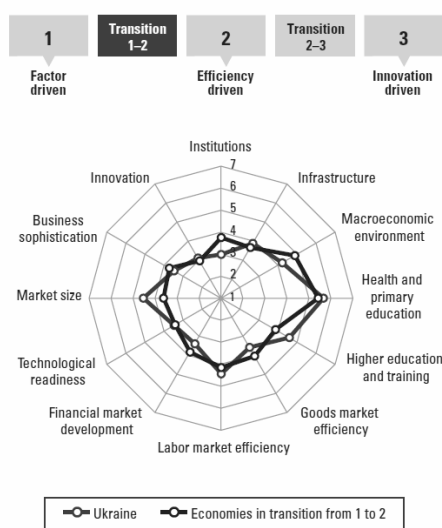 1
Transition
1–2
2
Transition
2–3
3
Factor
driven
Efficiency
driven
Innovation
driven
Institutions
Innovation
Infrastructure
Business
sophistication
Macroeconomic
environment
Market size
Health and
primary
education
Technological
readiness
Higher education
and training
Financial market
development
Goods market
efficiency
Labor market efficiency
7
6
5
4
3
2
1
Ukraine
Economies in transition from 1 to 2